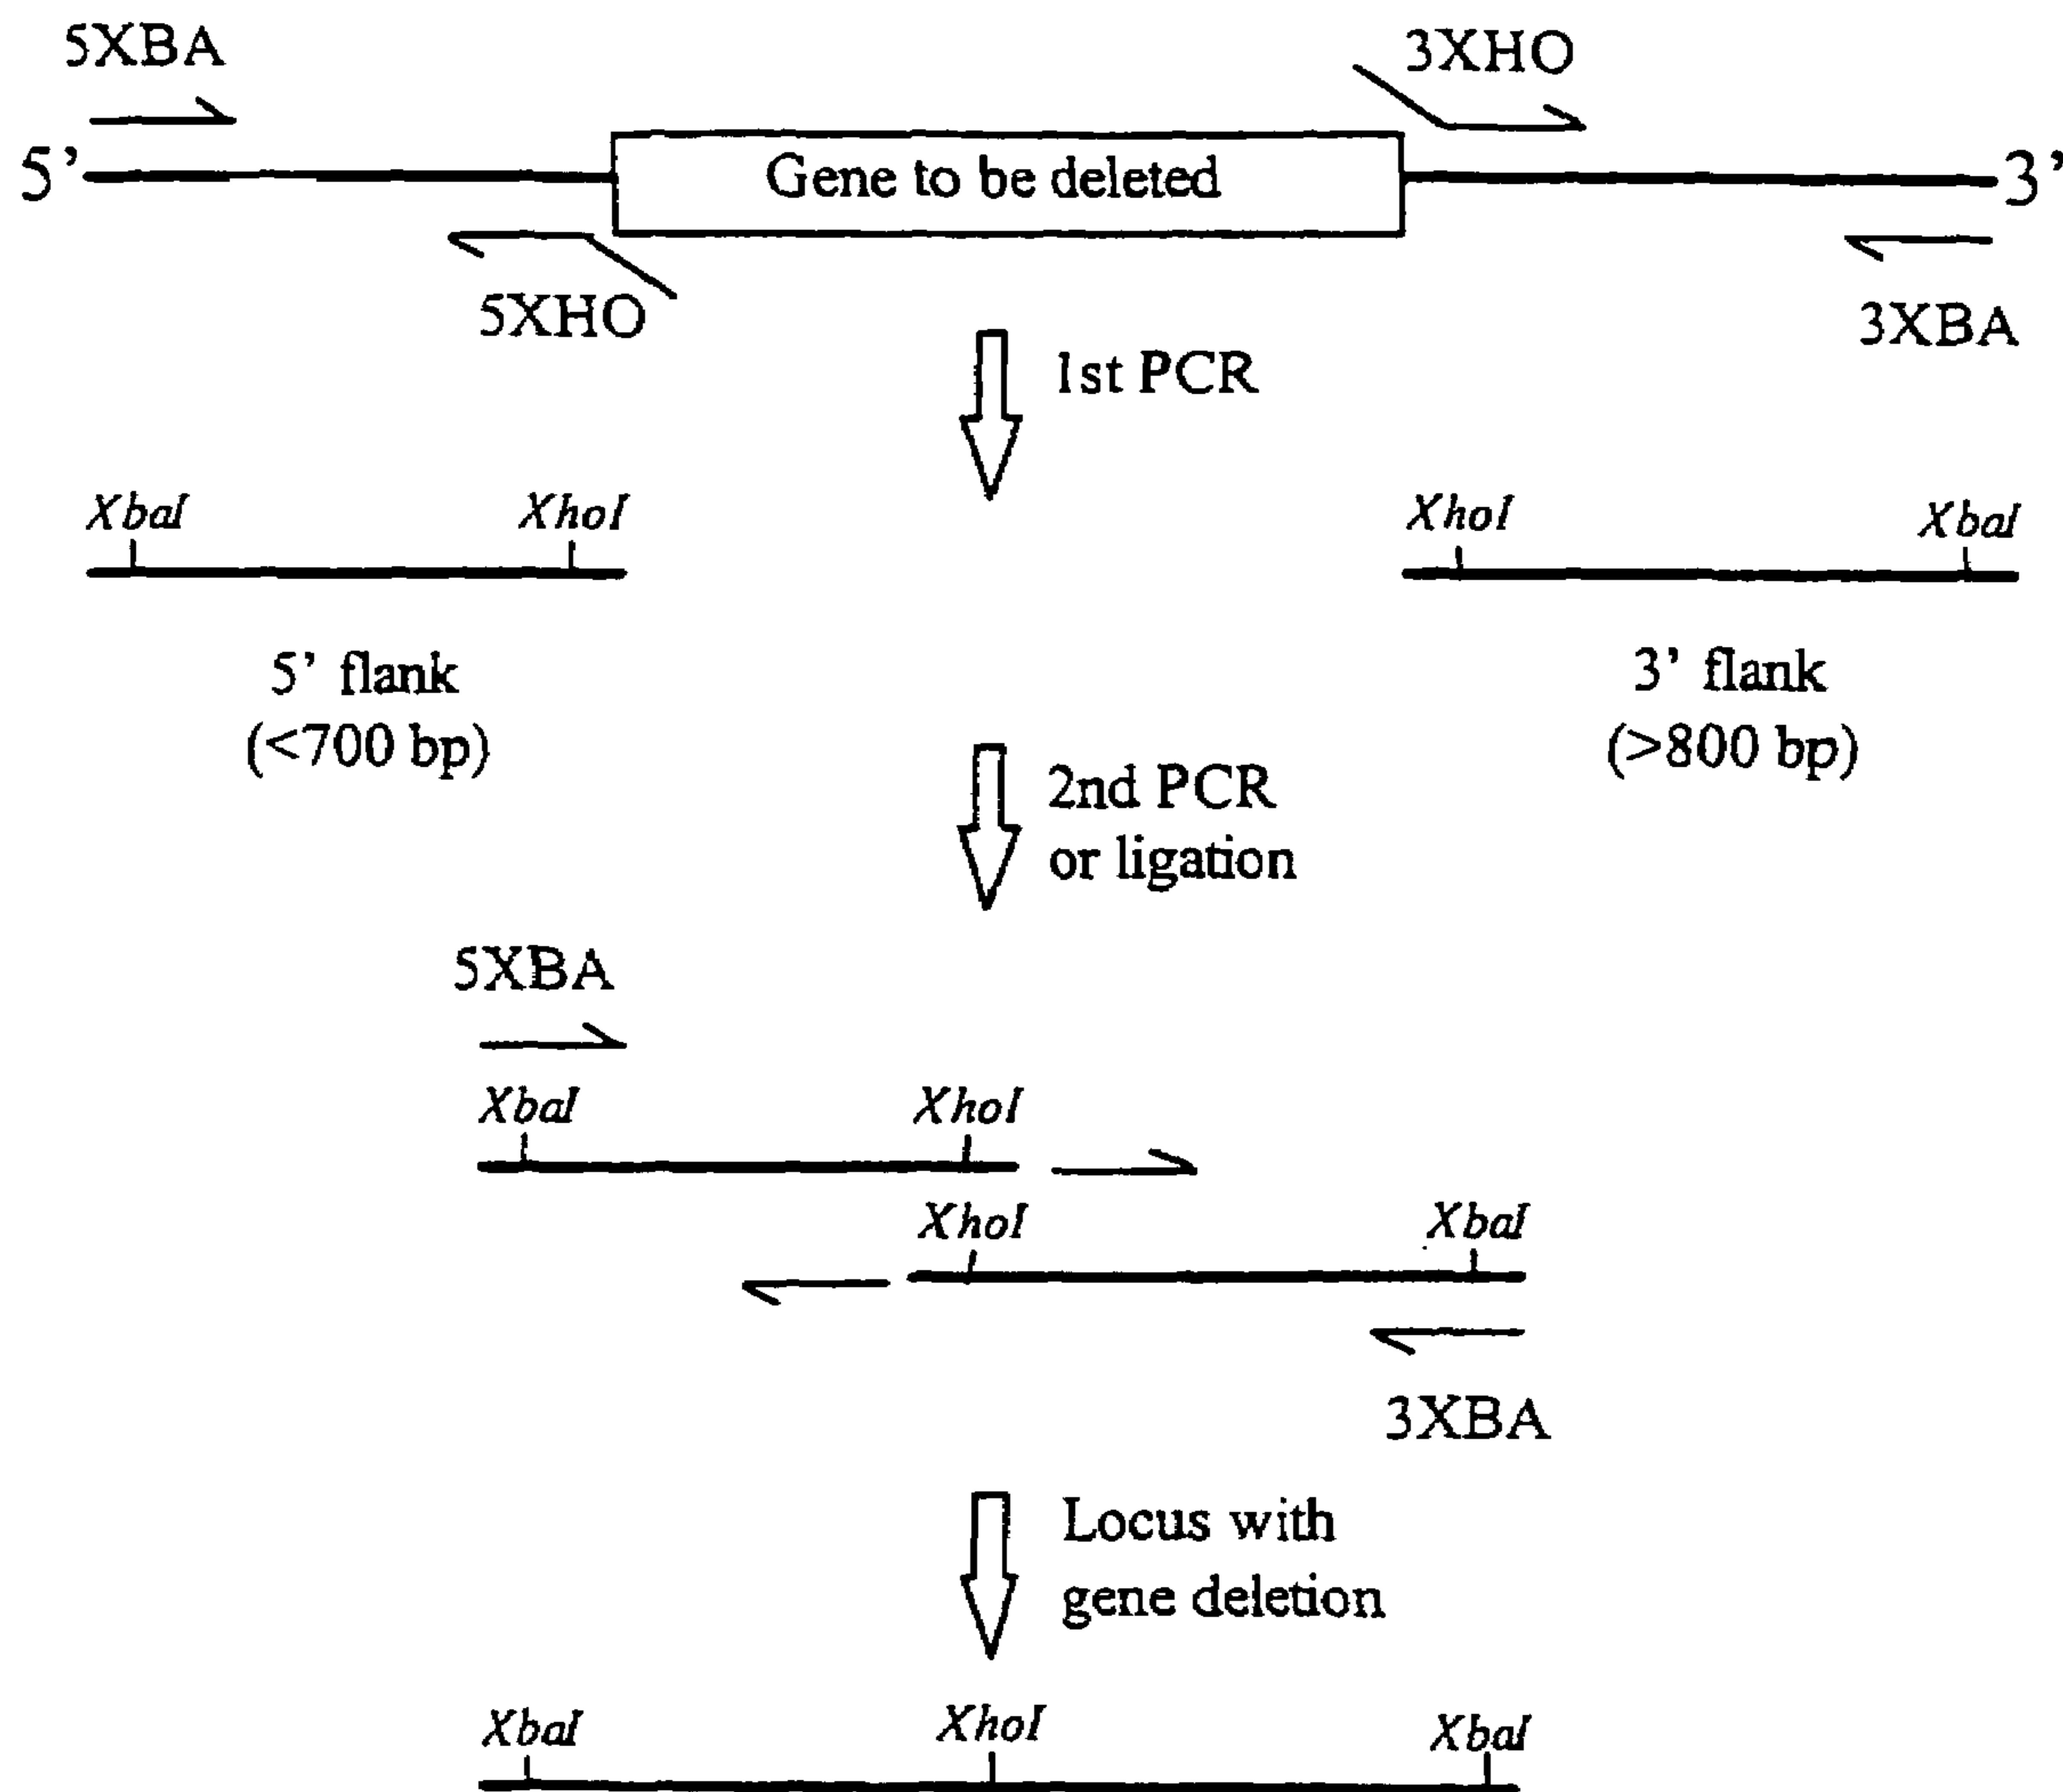 5XBA
3XHO
5’
Gene to be deleted
3’
5XHO
3XBA
1st PCR
XbaI
XhoI
XhoI
XbaI
5’ flank
(<700 bp)
3’ flank
(>800 bp)
2nd PCR
or ligation
5XBA
XbaI
XhoI
XhoI
XbaI
3XBA
Locus with
gene deletion
XbaI
XhoI
XbaI